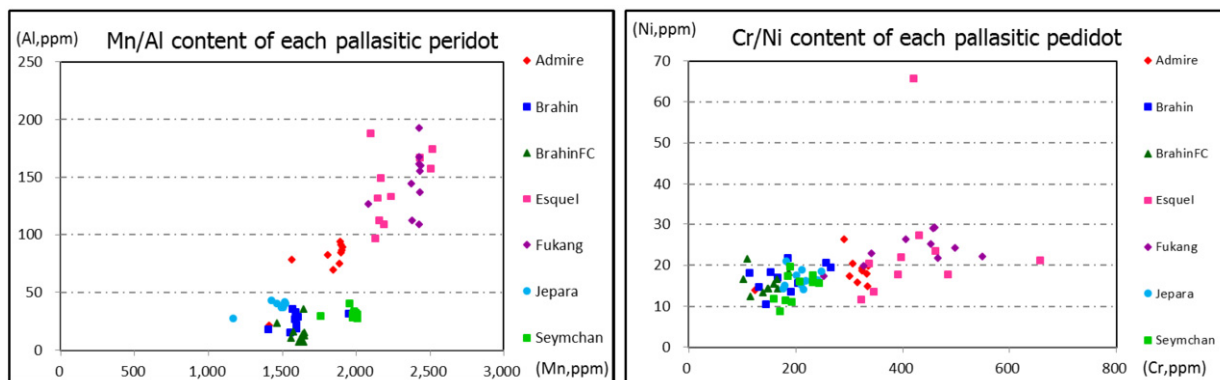 (Al,ppm)
Mn/Al content of each pallasitic peridot
250
200
150
100
50
0
0
500
1,000
1,500
2,000
2,500
3,000
(Mn,ppm)
Admire
Brahin
BrahinFC
Esquel
Fukang
Jepara
Seymchan
(Ni,ppm)
Cr/Ni content of each pallasitic pedidot
70
60
50
40
30
20
10
0
0
200
400
600
800
(Cr,ppm)
Admire
Brahin
BrahinFC
Esquel
Fukang
Jepara
Seymchan